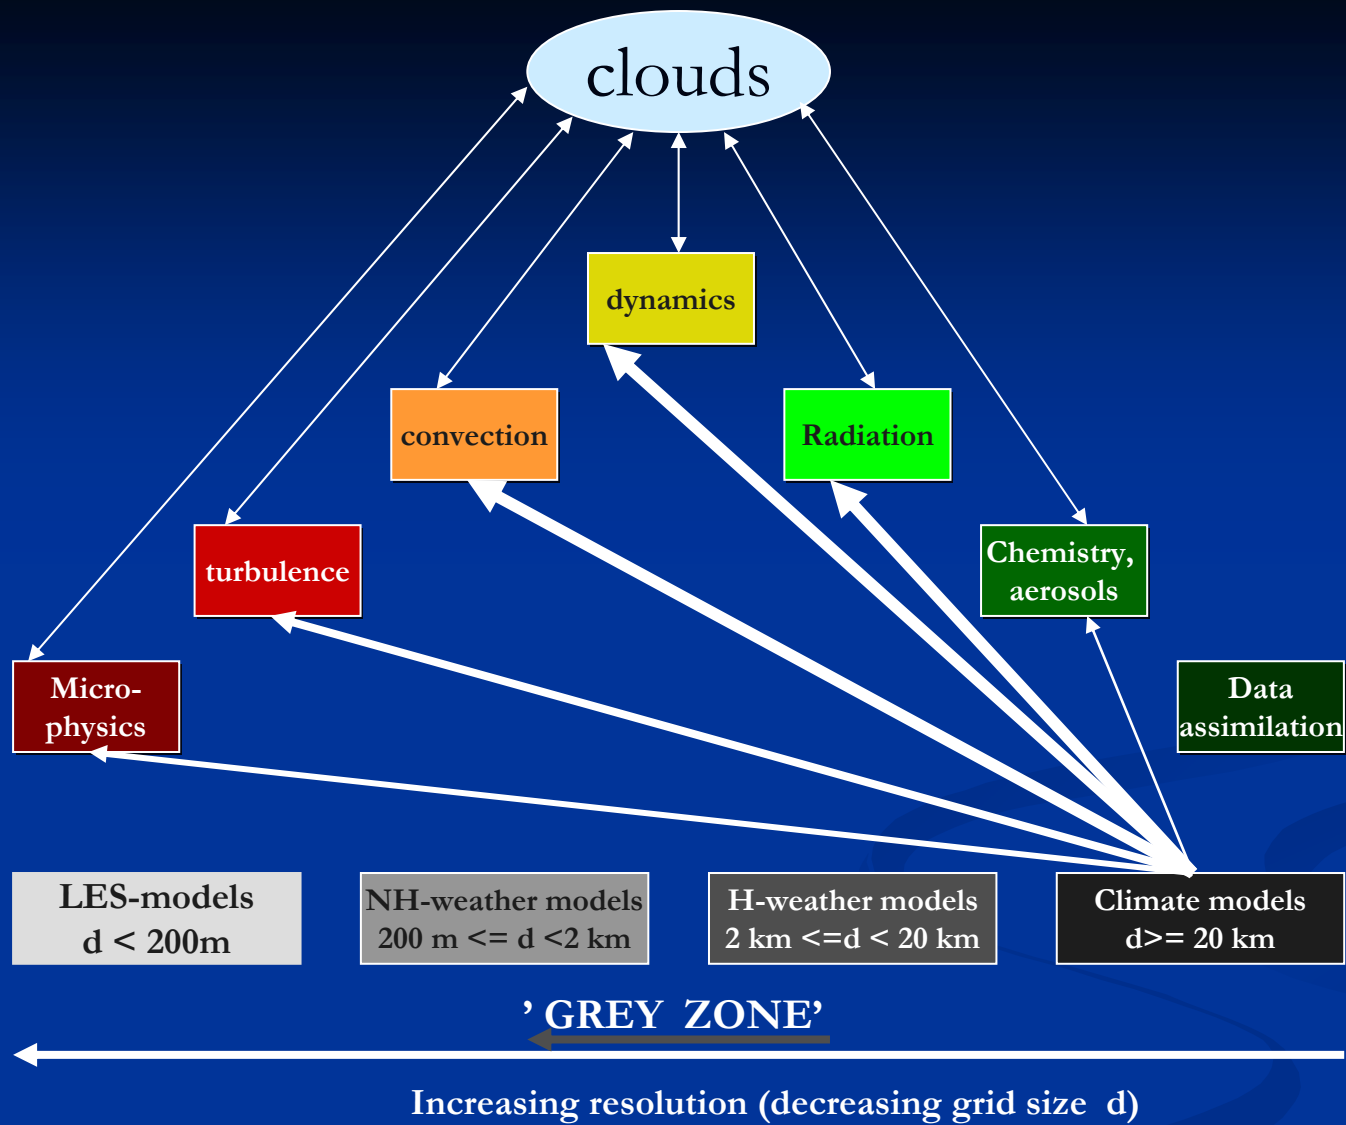 clouds
dynamics
convection
Radiation
turbulence
Chemistry,
aerosols
Micro-
physics
Data
assimilation
LES-models
d < 200m
NH-weather models
200 m <= d <2 km
H-weather models
2 km <=d < 20 km
Climate models
d>= 20 km
’ GREY ZONE’
Increasing resolution (decreasing grid size d)